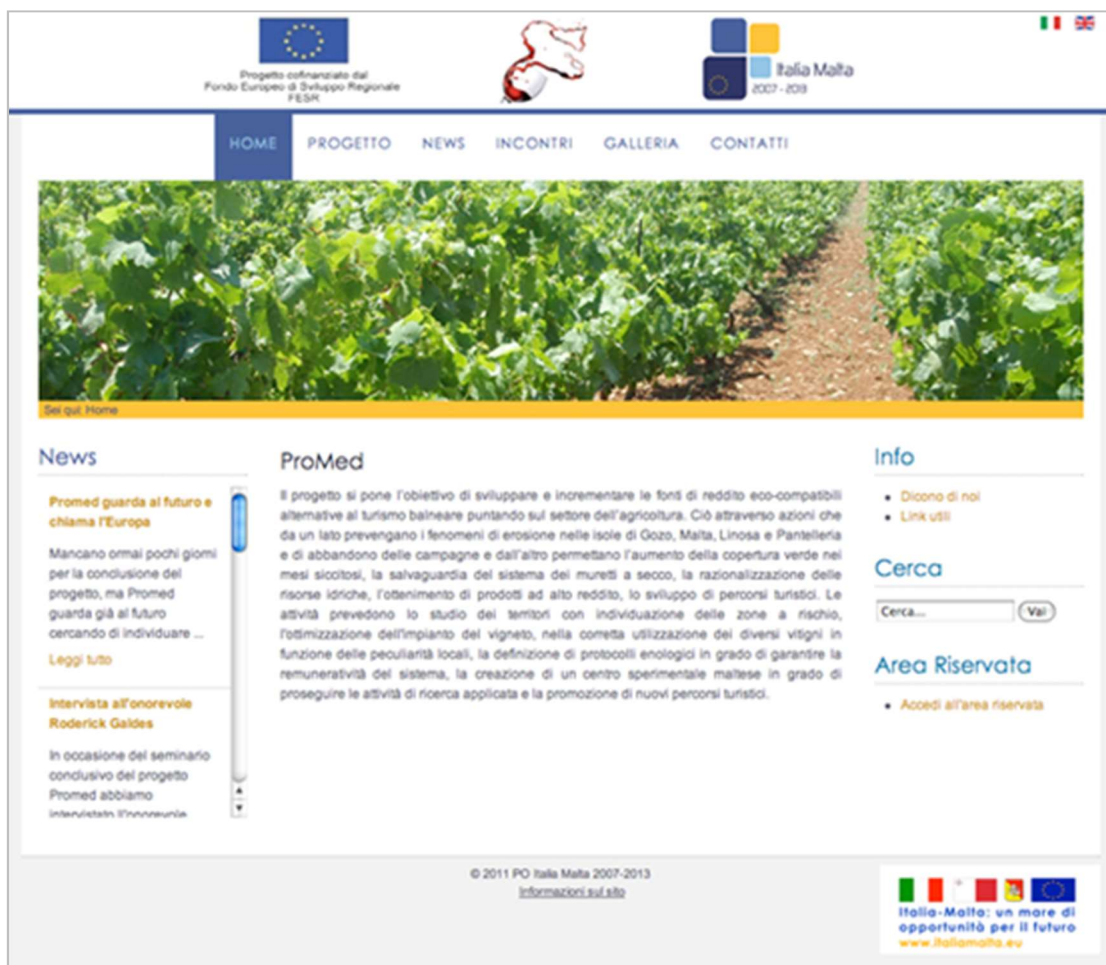 Progetto cofinanziato dal
Fondo Europeo di Sviluppo Regionale
FESR
Italia Malta
2007 - 2013
HOME PROGETTO NEWS INCONTRI GALLERIA CONTATTI
Sei qui: Home
News
Promed guarda al futuro e
chiama l'Europa
Mancano ormai pochi giorni
per la conclusione del
progetto, ma Promed
guarda già al futuro
cercando di individuare ...
Leggi tutto
Intervista all'onorevole
Roderick Galdes
In occasione del seminario
conclusivo del progetto
Promed abbiamo
intervistato l'onorevole
ProMed
Il progetto si pone l'obiettivo di sviluppare e incrementare le fonti di reddito eco-compatibili
alternative al turismo balneare puntando sul settore dell'agricoltura. Ciò attraverso azioni che
da un lato prevengano i fenomeni di erosione nelle isole di Gozo, Malta, Linosa e Pantelleria
e di abbandono delle campagne e dall'altro permettano l'aumento della copertura verde nei
mesi siccitosi, la salvaguardia del sistema dei muretti a secco, la razionalizzazione delle
risorse idriche, l'ottenimento di prodotti ad alto reddito, lo sviluppo di percorsi turistici. Le
attività prevedono lo studio dei territori con individuazione delle zone a rischio,
l'ottimizzazione dell'impianto del vigneto, nella corretta utilizzazione dei diversi vitigni in
funzione delle peculiarità locali, la definizione di protocolli enologici in grado di garantire la
remuneratività del sistema, la creazione di un centro sperimentale maltese in grado di
proseguire le attività di ricerca applicata e la promozione di nuovi percorsi turistici.
Info
Dicono di noi
Link utili
Cerca
Cerca... Vai
Area Riservata
Accedi all'area riservata
© 2011 PO Italia Malta 2007-2013
Informazioni sul sito
Italia-Malta: un mare di
opportunità per il futuro
www.italiamalta.eu